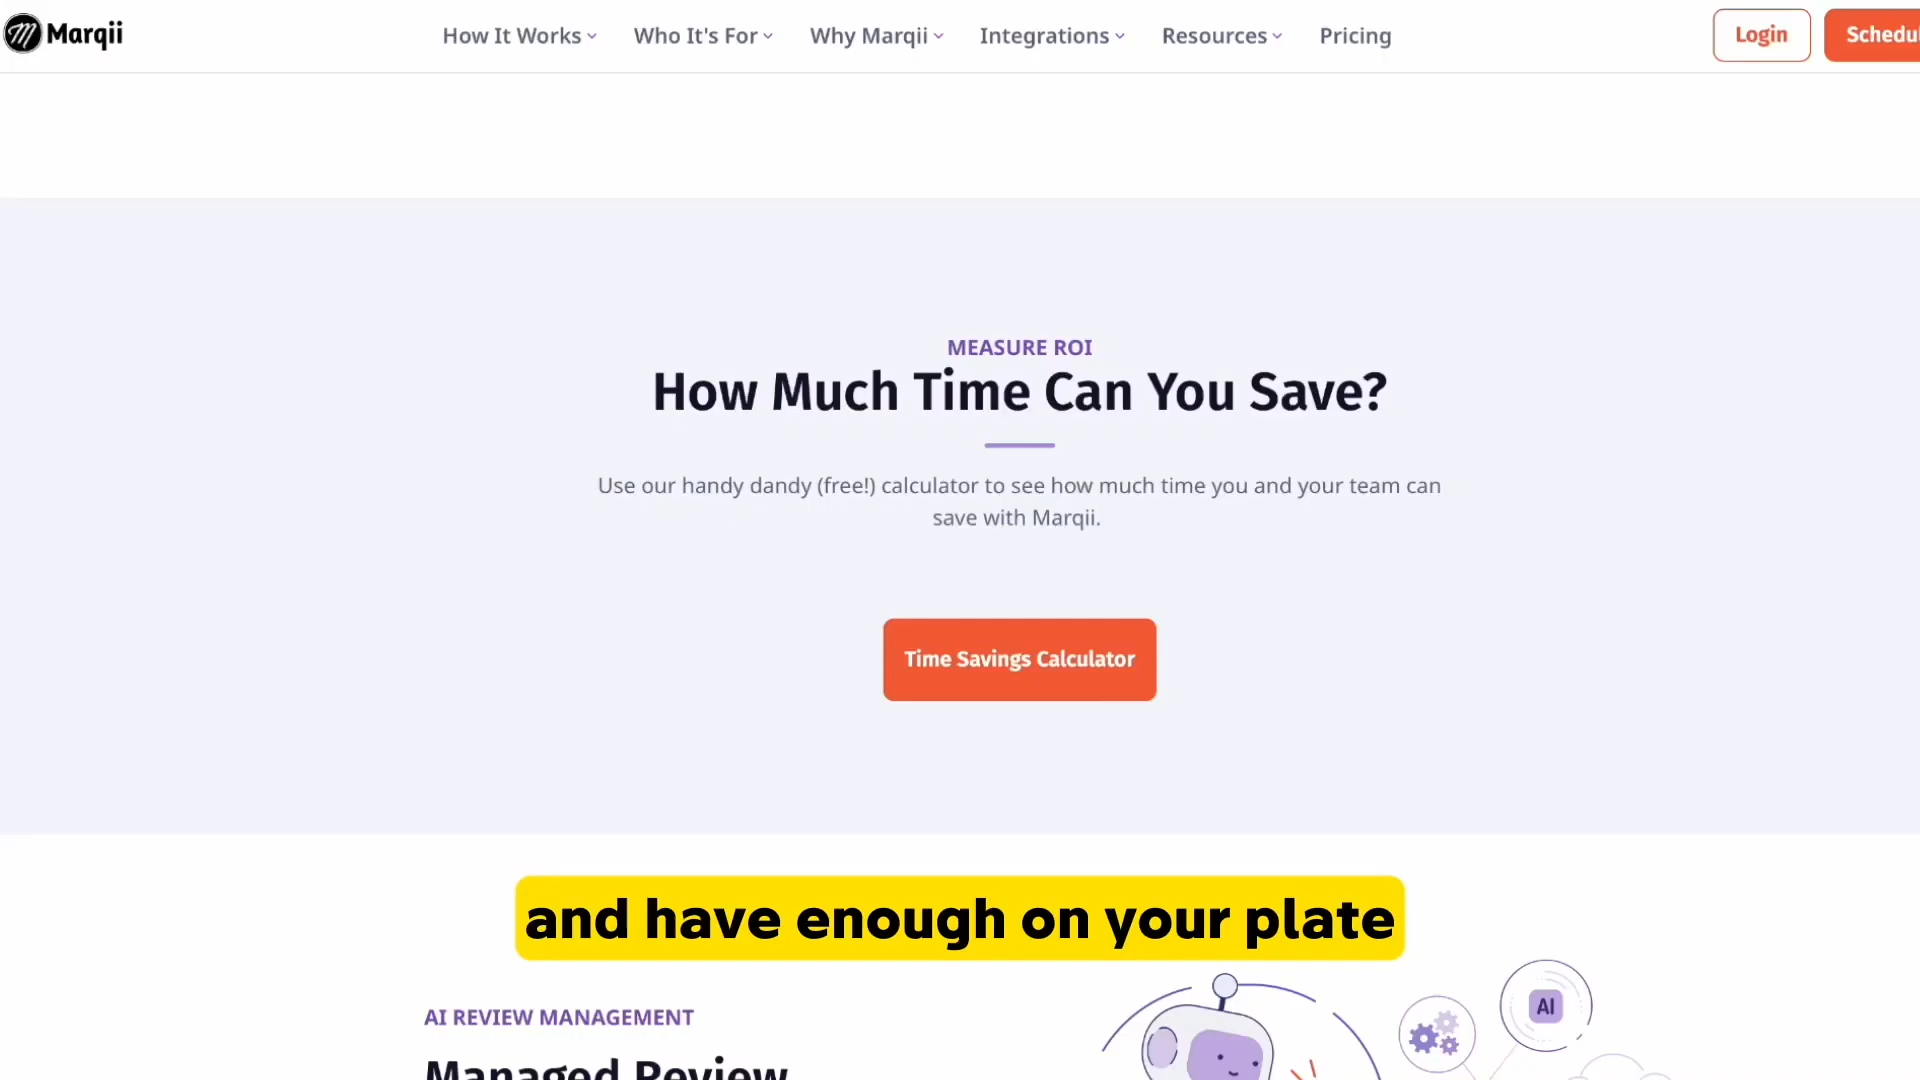 Marqii
How It Works
Who It's For
Why Marqii
Integrations
Resources
Pricing
Login
MEASURE ROI
How Much Time Can You Save?
Use our handy dandy (free!) calculator to see how much time you and your team can
save with Marqii.
Time Savings Calculator
and have enough on your plate
AI REVIEW MANAGEMENT
AI
Managed Review